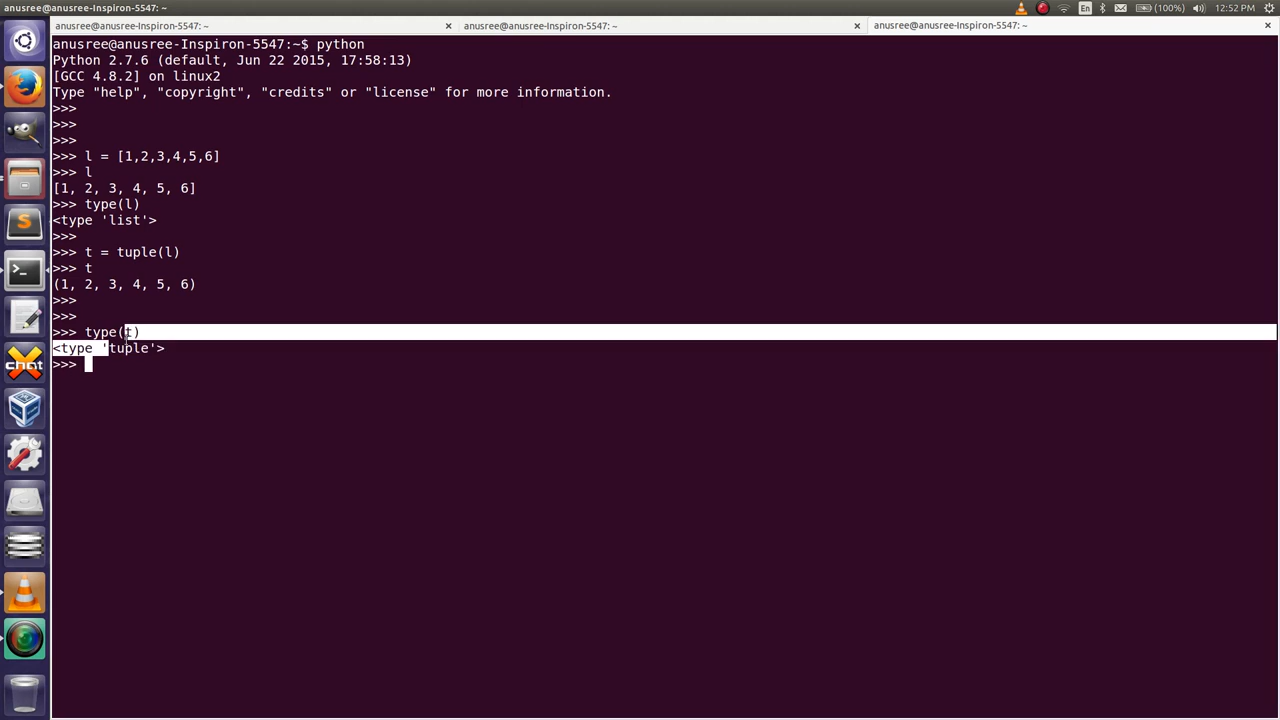 anusree@anusree-Inspiron-5547: ~
En (100%) 12:52 PM
anusree@anusree-Inspiron-5547: ~ × anusree@anusree-Inspiron-5547: ~ × anusree@anusree-Inspiron-5547: ~ ×
anusree@anusree-Inspiron-5547:~$ python
Python 2.7.6 (default, Jun 22 2015, 17:58:13)
[GCC 4.8.2] on linux2
Type "help", "copyright", "credits" or "license" for more information.
>>>
>>>
>>>
>>> l = [1,2,3,4,5,6]
>>> l
[1, 2, 3, 4, 5, 6]
>>> type(l)
<type 'list'>
>>>
>>> t = tuple(l)
>>> t
(1, 2, 3, 4, 5, 6)
>>>
>>>
>>> type(t)
<type 'tuple'>
>>>
S
>_
X
chat